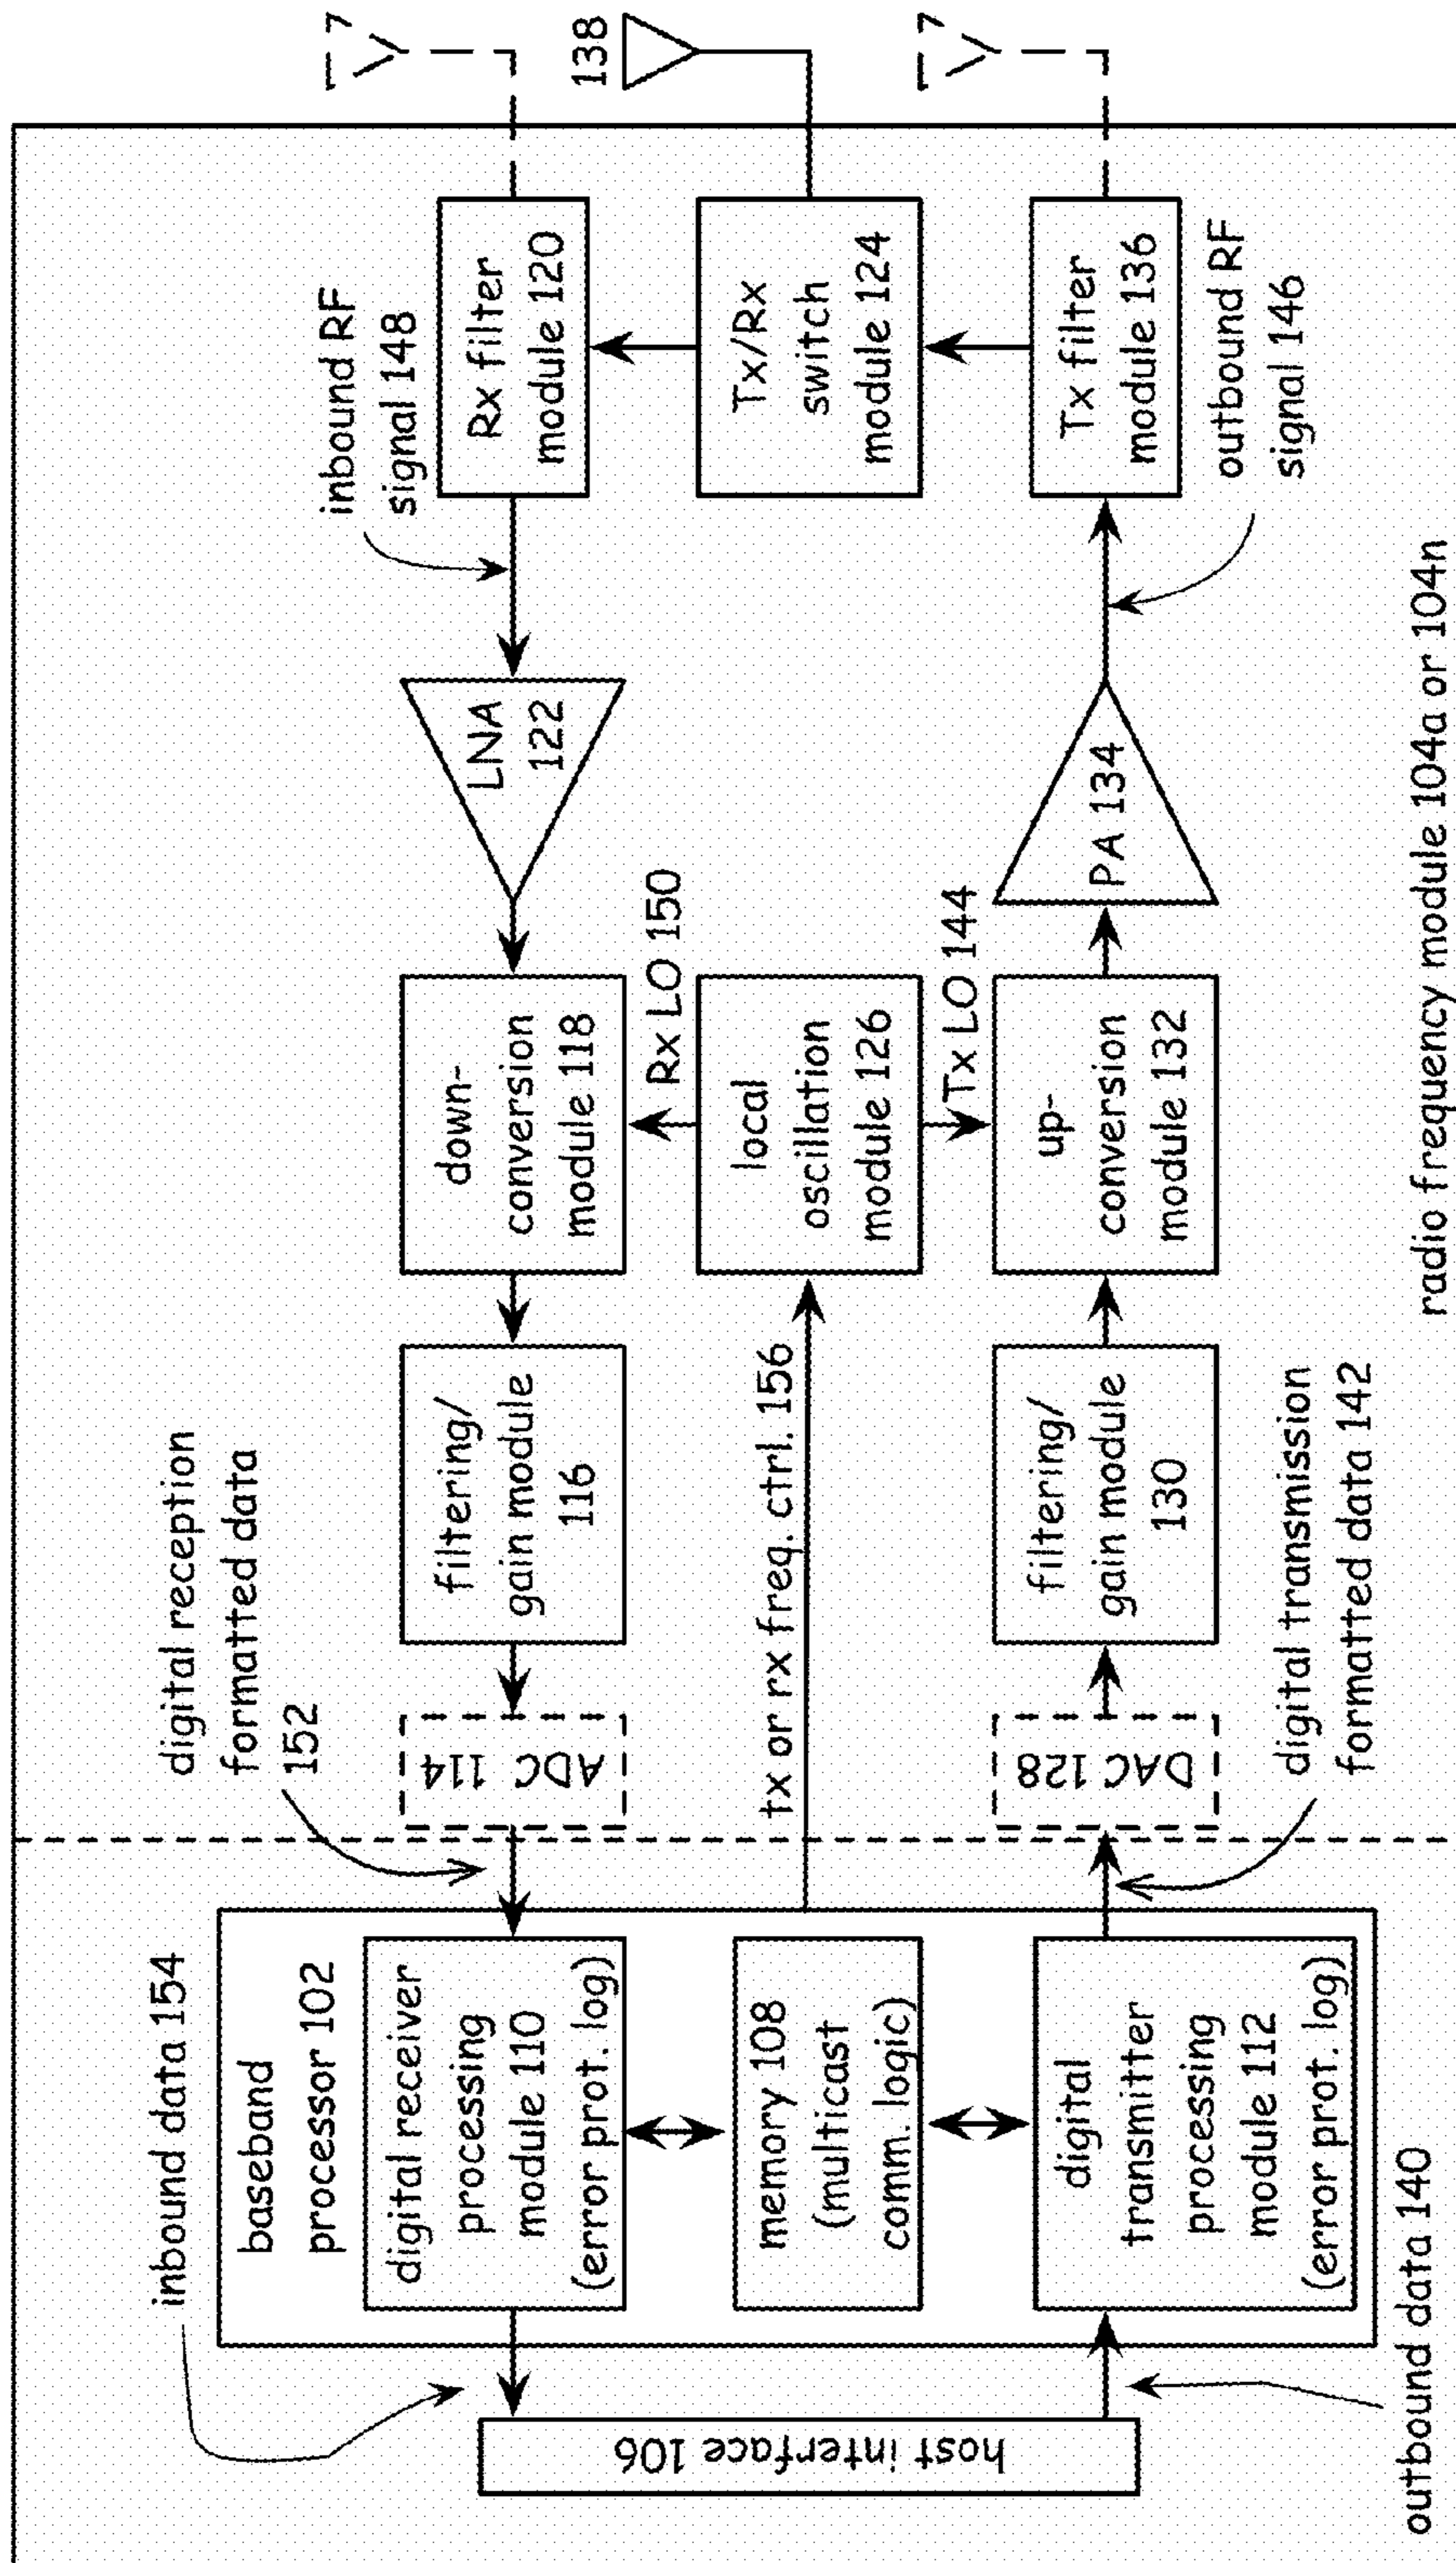 inbound data 154
baseband
processor 102
digital receiver
processing
module 110
(error prot. log)
memory 108
(multicast
comm. logic)
digital
transmitter
processing
module 112
(error prot. log)
host interface 106
outbound data 140
digital reception
formatted data
152
ADC 114
filtering/
gain module
116
down-
conversion
module 118
LNA
122
inbound RF
signal 148
Rx filter
module 120
138
tx or rx freq. ctrl. 156
Rx LO 150
local
oscillation
module 126
Tx LO 144
Tx/Rx
switch
module 124
DAC 128
filtering/
gain module
130
up-
conversion
module 132
PA 134
Tx filter
module 136
outbound RF
signal 146
digital transmission
formatted data 142
radio frequency module 104a or 104n